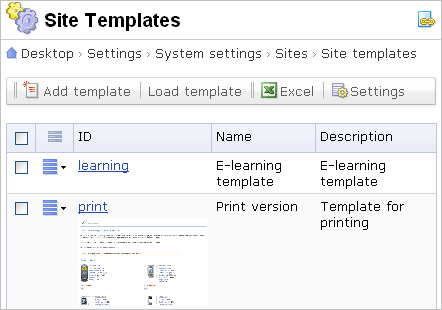 Site Templates
Desktop › Settings › System settings › Sites › Site templates
Add template Load template Excel Settings
ID Name Description
learning E-learning template E-learning template
print Print version Template for printing